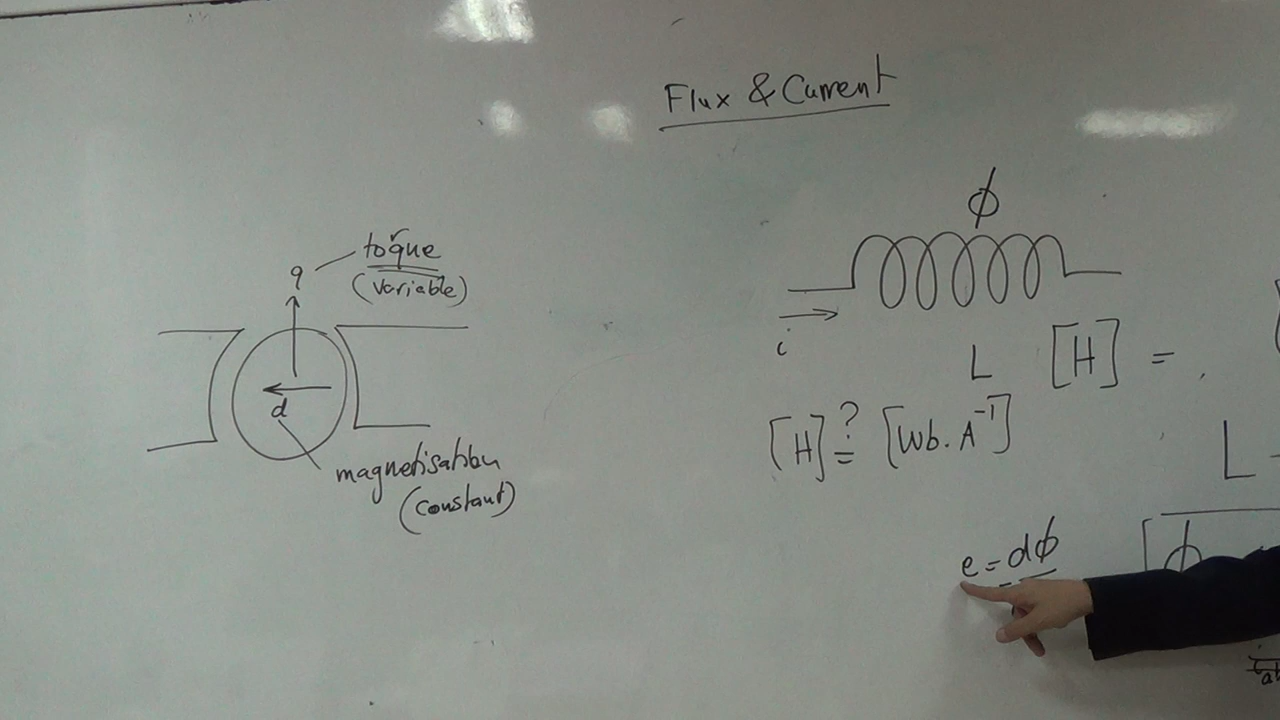 Flux & Current
ϕ
q
toque
(variable)
i
L [H] =
d
[H] ?= [Wb. A⁻¹]
L
magnetisation
(constant)
e = dϕ
[ϕ